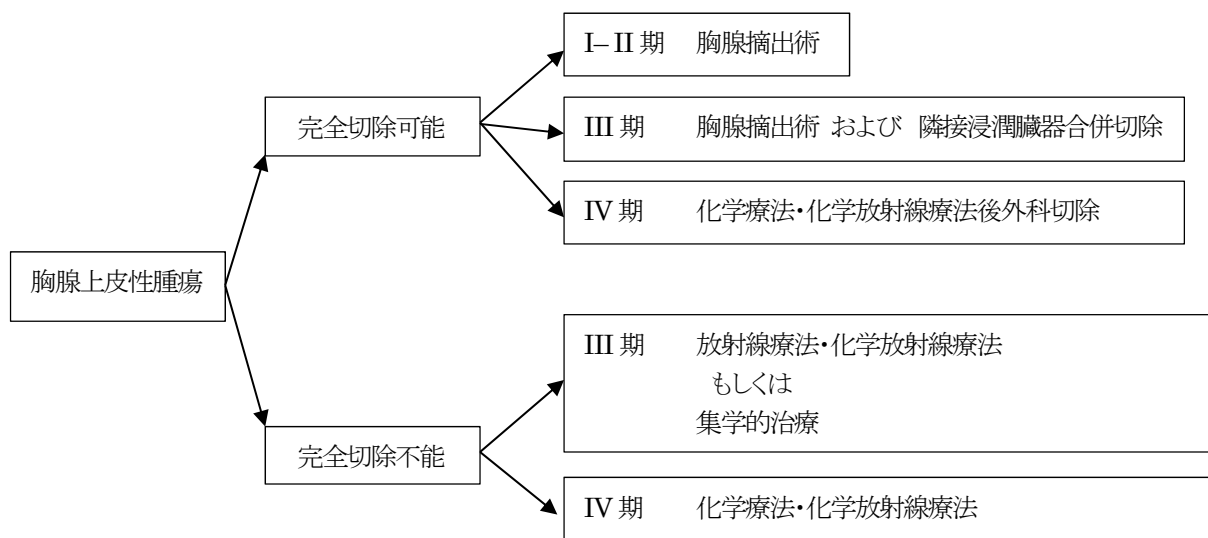 胸腺上皮性腫瘍
完全切除可能
I–II 期 胸腺摘出術
III 期 胸腺摘出術 および 隣接浸潤臓器合併切除
IV 期 化学療法・化学放射線療法後外科切除
完全切除不能
III 期 放射線療法・化学放射線療法
もしくは
集学的治療
IV 期 化学療法・化学放射線療法